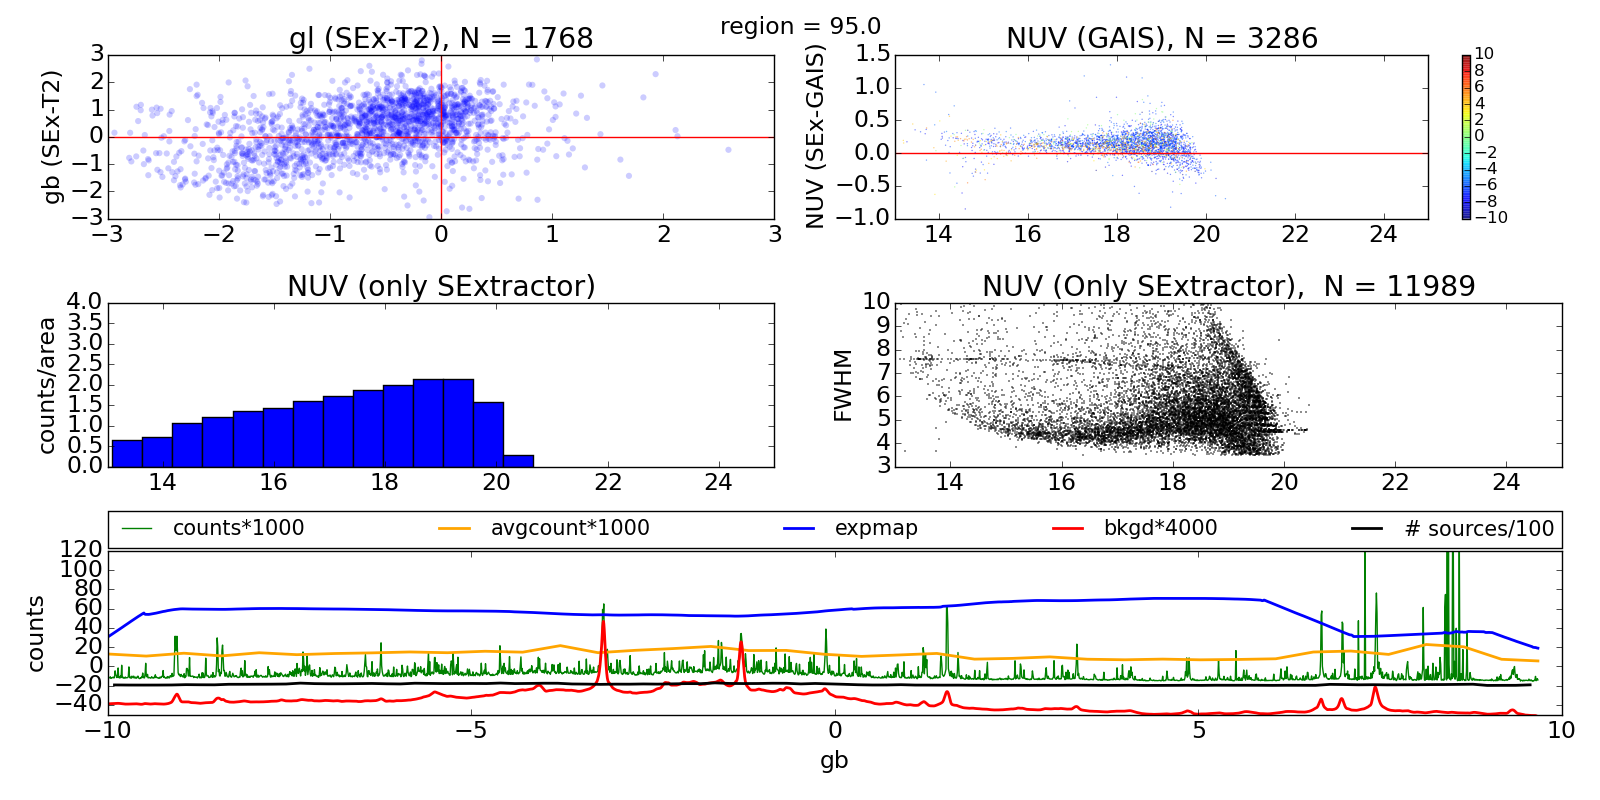 region = 95.0
gl (SEx-T2), N = 1768
gb (SEx-T2)
3
2
1
0
−1
−2
−3
−3 −2 −1 0 1 2 3
NUV (GAIS), N = 3286
NUV (SEx-GAIS)
1.5
1.0
0.5
0.0
−0.5
−1.0
14 16 18 20 22 24
10
8
6
4
2
0
−2
−4
−6
−8
−10
NUV (only SExtractor)
counts/area
4.0
3.5
3.0
2.5
2.0
1.5
1.0
0.5
0.0
14 16 18 20 22 24
NUV (Only SExtractor), N = 11989
FWHM
10
9
8
7
6
5
4
3
14 16 18 20 22 24
counts*1000 avgcount*1000 expmap bkgd*4000 # sources/100
counts
120
100
80
60
40
20
0
−20
−40
−10 −5 0 5 10
gb